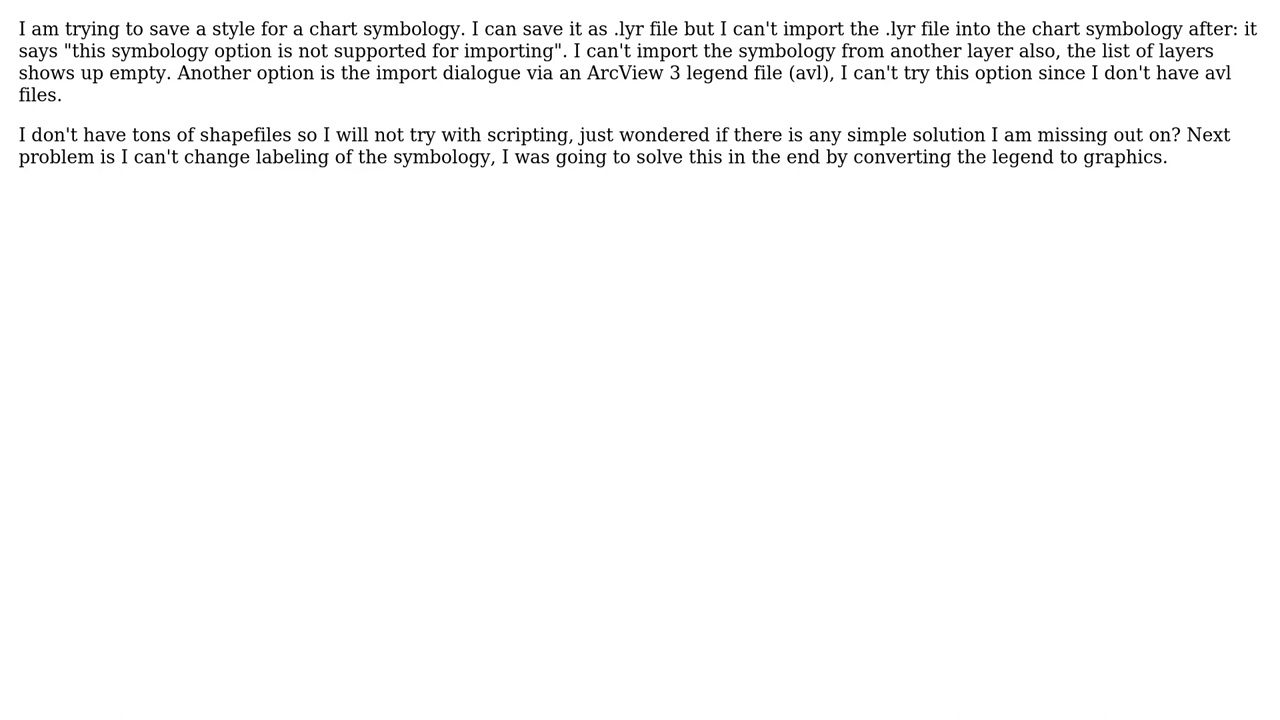 I am trying to save a style for a chart symbology. I can save it as .lyr file but I can't import the .lyr file into the chart symbology after: it
says "this symbology option is not supported for importing". I can't import the symbology from another layer also, the list of layers
shows up empty. Another option is the import dialogue via an ArcView 3 legend file (avl), I can't try this option since I don't have avl
files.
I don't have tons of shapefiles so I will not try with scripting, just wondered if there is any simple solution I am missing out on? Next
problem is I can't change labeling of the symbology, I was going to solve this in the end by converting the legend to graphics.